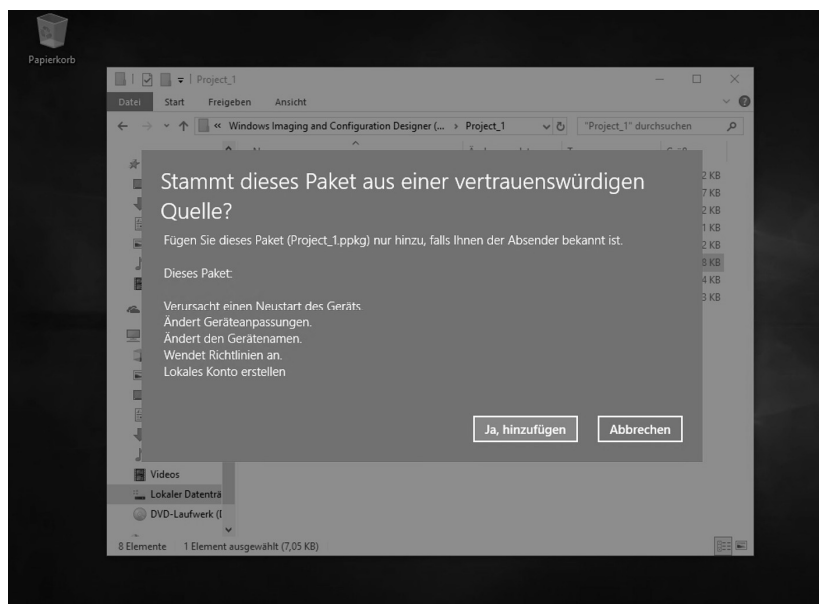 Papierkorb
Project_1
Datei Start Freigeben Ansicht
« Windows Imaging and Configuration Designer (... > Project_1 "Project_1" durchsuchen
Stammt dieses Paket aus einer vertrauenswürdigen
Quelle?
Fügen Sie dieses Paket (Project_1.ppkg) nur hinzu, falls Ihnen der Absender bekannt ist.
Dieses Paket:
Verursacht einen Neustart des Geräts
Ändert Geräteanpassungen.
Ändert den Gerätenamen.
Wendet Richtlinien an.
Lokales Konto erstellen
Ja, hinzufügen Abbrechen
2 KB
7 KB
2 KB
1 KB
2 KB
8 KB
4 KB
3 KB
Videos
Lokaler Datenträ
DVD-Laufwerk (
8 Elemente 1 Element ausgewählt (7,05 KB)